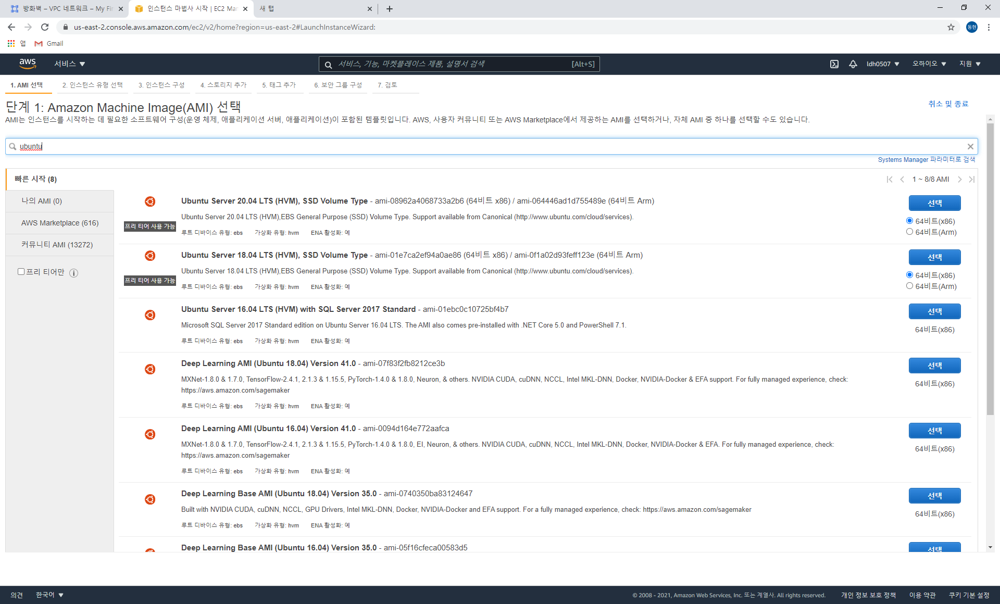 방화벽 – VPC 네트워크 – My Fir
인스턴스 마법사 시작 | EC2 Mar
새 탭
us-east-2.console.aws.amazon.com/ec2/v2/home?region=us-east-2#LaunchInstanceWizard:
동현
앱 Gmail
aws 서비스 서비스, 기능, 마켓플레이스 제품, 설명서 검색 [Alt+S] ldh0507 오하이오 지원
1. AMI 선택 2. 인스턴스 유형 선택 3. 인스턴스 구성 4. 스토리지 추가 5. 태그 추가 6. 보안 그룹 구성 7. 검토
단계 1: Amazon Machine Image(AMI) 선택
취소 및 종료
AMI는 인스턴스를 시작하는 데 필요한 소프트웨어 구성(운영 체제, 애플리케이션 서버, 애플리케이션)이 포함된 템플릿입니다. AWS, 사용자 커뮤니티 또는 AWS Marketplace에서 제공하는 AMI를 선택하거나, 자체 AMI 중 하나를 선택할 수도 있습니다.
ubuntu
Systems Manager 파라미터로 검색
빠른 시작 (8)
1 ~ 8/8 AMI
나의 AMI (0)
AWS Marketplace (616)
커뮤니티 AMI (13272)
프리 티어만
Ubuntu Server 20.04 LTS (HVM), SSD Volume Type - ami-08962a4068733a2b6 (64비트 x86) / ami-064446ad1d755489e (64비트 Arm)
Ubuntu Server 20.04 LTS (HVM),EBS General Purpose (SSD) Volume Type. Support available from Canonical (http://www.ubuntu.com/cloud/services).
프리 티어 사용 가능
루트 디바이스 유형: ebs 가상화 유형: hvm ENA 활성화: 예
선택
64비트(x86)
64비트(Arm)
Ubuntu Server 18.04 LTS (HVM), SSD Volume Type - ami-01e7ca2ef94a0ae86 (64비트 x86) / ami-0f1a02d93feff123e (64비트 Arm)
Ubuntu Server 18.04 LTS (HVM),EBS General Purpose (SSD) Volume Type. Support available from Canonical (http://www.ubuntu.com/cloud/services).
프리 티어 사용 가능
루트 디바이스 유형: ebs 가상화 유형: hvm ENA 활성화: 예
선택
64비트(x86)
64비트(Arm)
Ubuntu Server 16.04 LTS (HVM) with SQL Server 2017 Standard - ami-01ebc0c10725bf4b7
Microsoft SQL Server 2017 Standard edition on Ubuntu Server 16.04 LTS. The AMI also comes pre-installed with .NET Core 5.0 and PowerShell 7.1.
루트 디바이스 유형: ebs 가상화 유형: hvm ENA 활성화: 예
선택
64비트(x86)
Deep Learning AMI (Ubuntu 18.04) Version 41.0 - ami-07f83f2fb8212ce3b
MXNet-1.8.0 & 1.7.0, TensorFlow-2.4.1, 2.1.3 & 1.15.5, PyTorch-1.4.0 & 1.8.0, Neuron, & others. NVIDIA CUDA, cuDNN, NCCL, Intel MKL-DNN, Docker, NVIDIA-Docker & EFA support. For fully managed experience, check:
https://aws.amazon.com/sagemaker
루트 디바이스 유형: ebs 가상화 유형: hvm ENA 활성화: 예
선택
64비트(x86)
Deep Learning AMI (Ubuntu 16.04) Version 41.0 - ami-0094d164e772aafca
MXNet-1.8.0 & 1.7.0, TensorFlow-2.4.1, 2.1.3 & 1.15.5, PyTorch-1.4.0 & 1.8.0, EI, Neuron, & others. NVIDIA CUDA, cuDNN, NCCL, Intel MKL-DNN, Docker, NVIDIA-Docker & EFA. For fully managed experience, check:
https://aws.amazon.com/sagemaker
루트 디바이스 유형: ebs 가상화 유형: hvm ENA 활성화: 예
선택
64비트(x86)
Deep Learning Base AMI (Ubuntu 18.04) Version 35.0 - ami-0740350ba83124647
Built with NVIDIA CUDA, cuDNN, NCCL, GPU Drivers, Intel MKL-DNN, Docker, NVIDIA-Docker and EFA support. For a fully managed experience, check: https://aws.amazon.com/sagemaker
루트 디바이스 유형: ebs 가상화 유형: hvm ENA 활성화: 예
선택
64비트(x86)
Deep Learning Base AMI (Ubuntu 16.04) Version 35.0 - ami-05f16cfeca00583d5
선택
의견 한국어 © 2008 - 2021, Amazon Web Services, Inc. 또는 계열사. All rights reserved. 개인 정보 보호 정책 이용 약관 쿠키 기본 설정